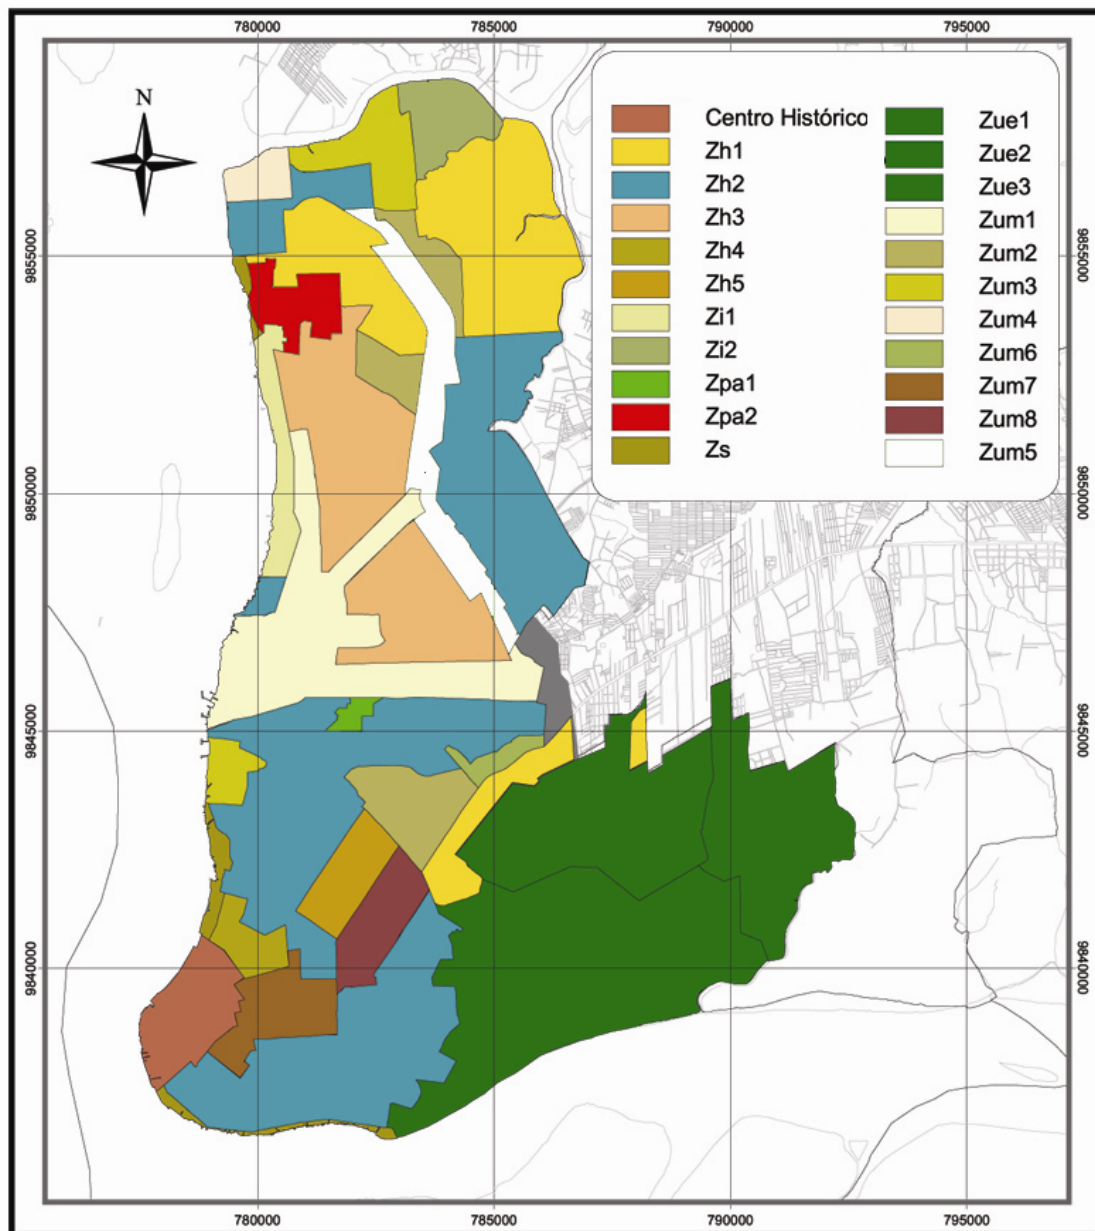 780000 785000 790000 795000
N
Centro Histórico
Zh1
Zh2
Zh3
Zh4
Zh5
Zi1
Zi2
Zpa1
Zpa2
Zs
Zue1
Zue2
Zue3
Zum1
Zum2
Zum3
Zum4
Zum6
Zum7
Zum8
Zum5
9855000
9850000
9845000
9840000
9855000
9850000
9845000
9840000
780000 785000 790000 795000